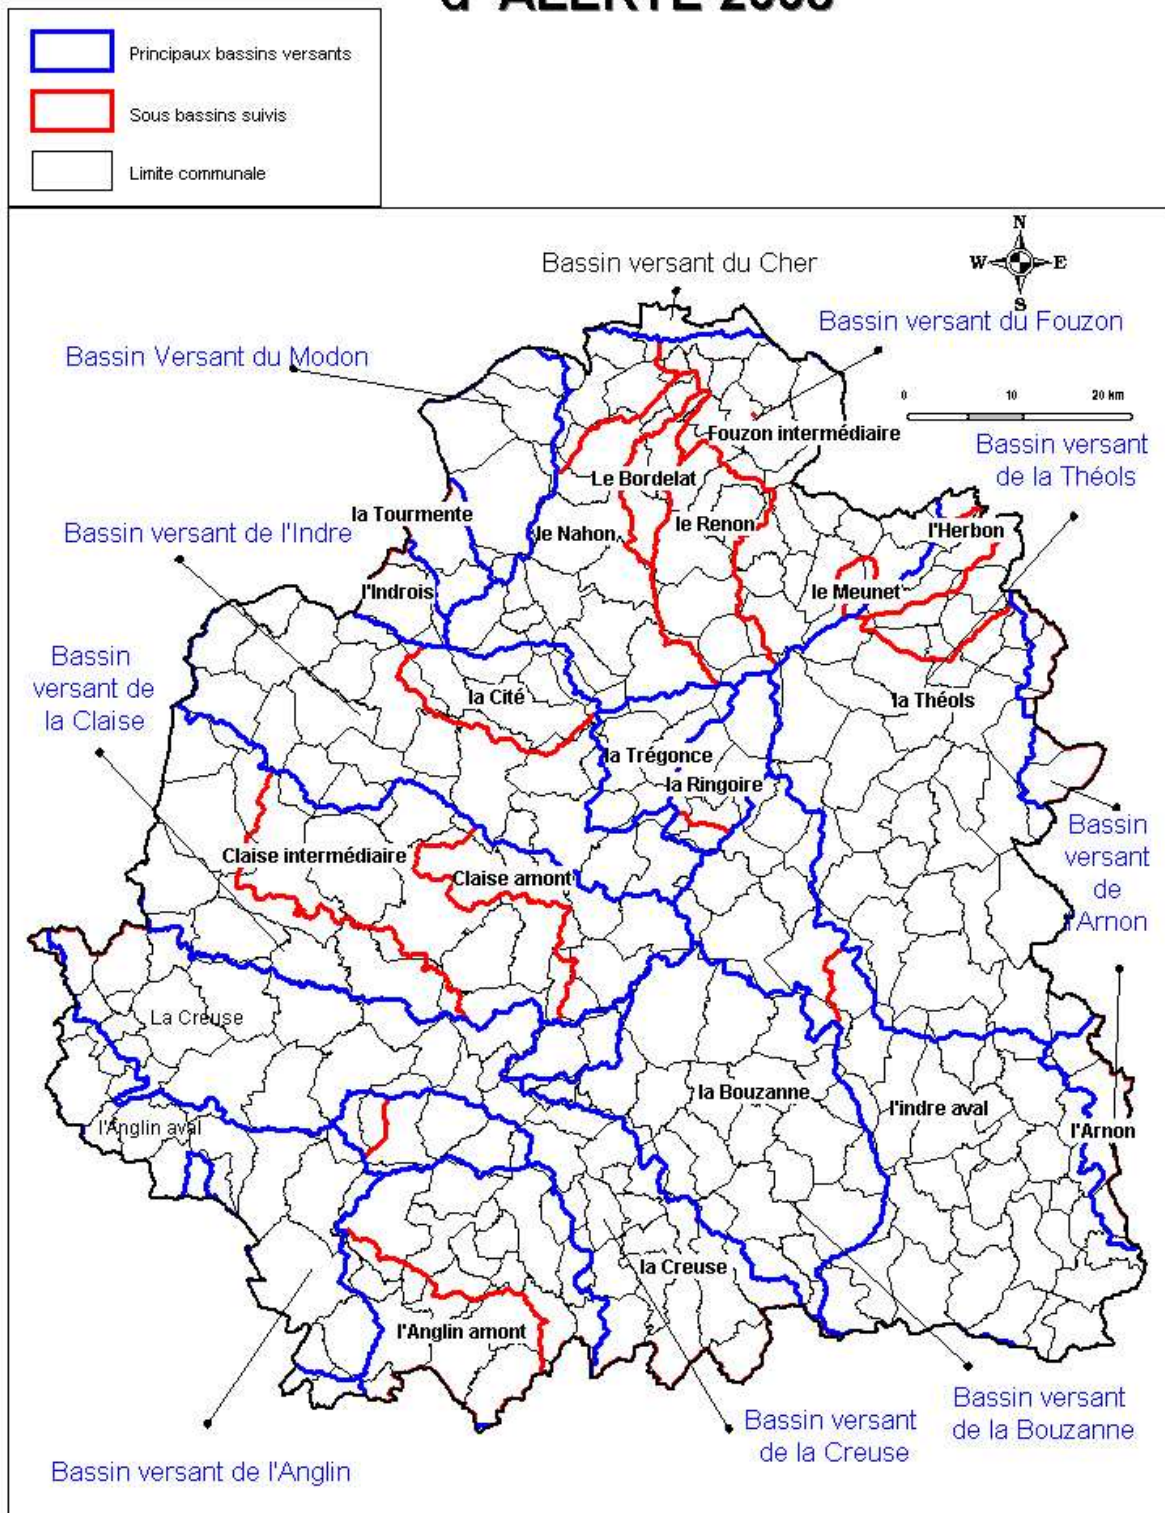 d' ALERTE 2008
Principaux bassins versants
Sous bassins suivis
Limite communale
N
W
E
S
Bassin versant du Cher
Bassin versant du Fouzon
Bassin Versant du Modon
0 10 20 km
Fouzon intermédiaire
Bassin versant
de la Théols
Le Bordelat
la Tourmente
le Nahon
le Renon
l'Herbon
Bassin versant de l'Indre
l'Indrois
le Meunet
Bassin
versant de
la Claise
la Cité
la Théols
la Trégonce
la Ringoire
Bassin
versant
de
l'Arnon
Claise intermédiaire
Claise amont
La Creuse
la Bouzanne
l'indre aval
l'Anglin aval
l'Arnon
la Creuse
l'Anglin amont
Bassin versant
de la Bouzanne
Bassin versant
de la Creuse
Bassin versant de l'Anglin